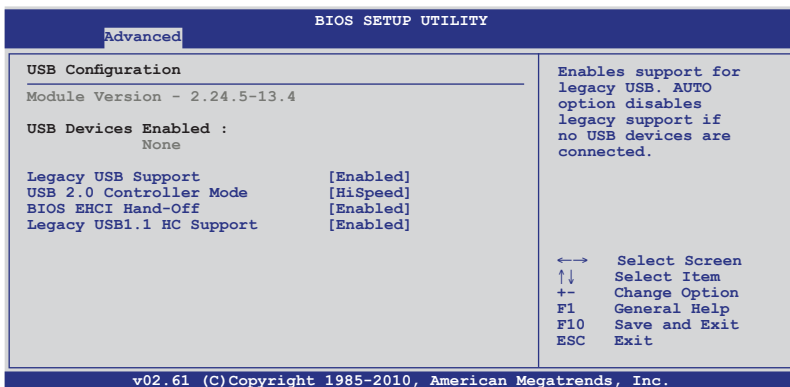 BIOS SETUP UTILITY
Advanced
USB Configuration
Module Version - 2.24.5-13.4
USB Devices Enabled :
None
Legacy USB Support [Enabled]
USB 2.0 Controller Mode [HiSpeed]
BIOS EHCI Hand-Off [Enabled]
Legacy USB1.1 HC Support [Enabled]
Enables support for
legacy USB. AUTO
option disables
legacy support if
no USB devices are
connected.
←→ Select Screen
↑↓ Select Item
+- Change Option
F1 General Help
F10 Save and Exit
ESC Exit
v02.61 (C)Copyright 1985-2010, American Megatrends, Inc.